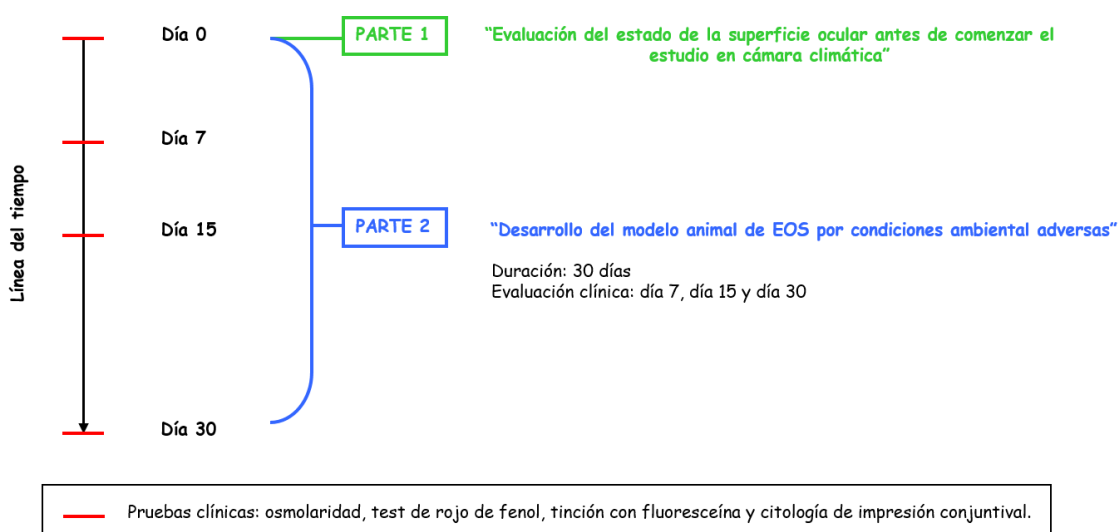 Día 0
PARTE 1
“Evaluación del estado de la superficie ocular antes de comenzar el
estudio en cámara climática”
Día 7
Línea del tiempo
Día 15
PARTE 2
“Desarrollo del modelo animal de EOS por condiciones ambiental adversas”
Duración: 30 días
Evaluación clínica: día 7, día 15 y día 30
Día 30
Pruebas clínicas: osmolaridad, test de rojo de fenol, tinción con fluoresceína y citología de impresión conjuntival.